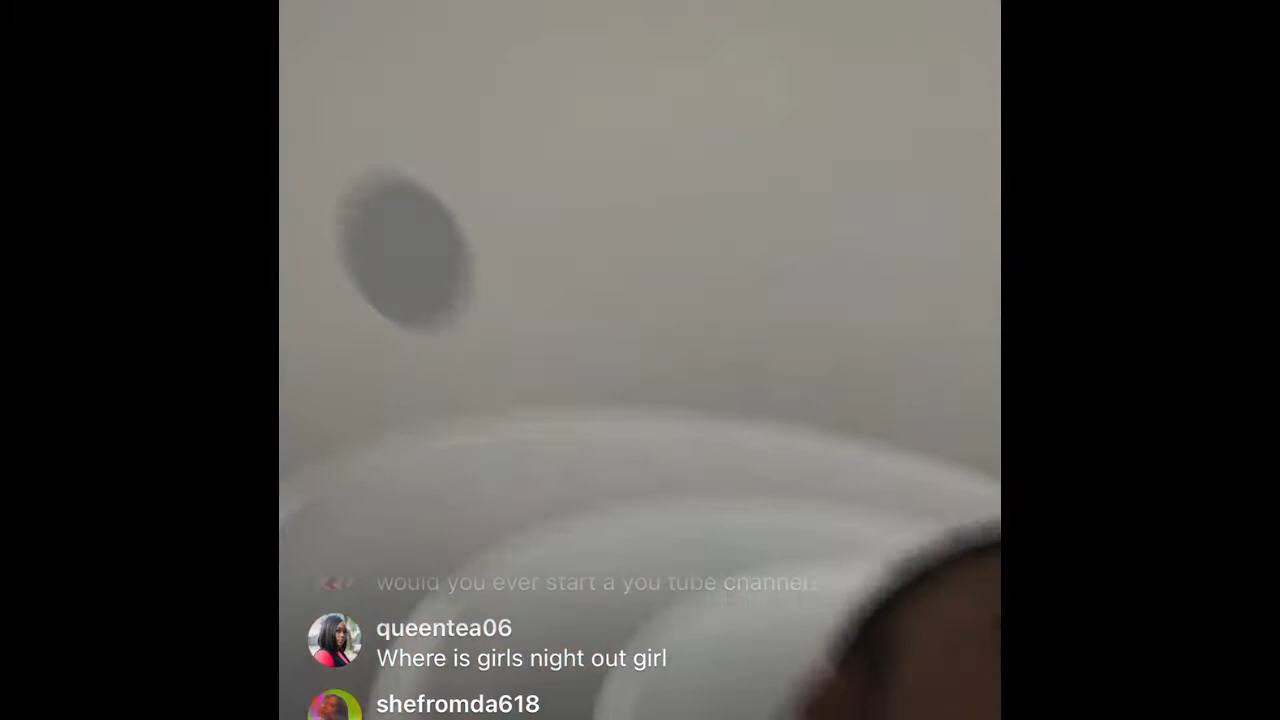 would you ever start a you tube channel
queentea06
Where is girls night out girl
shefromda618